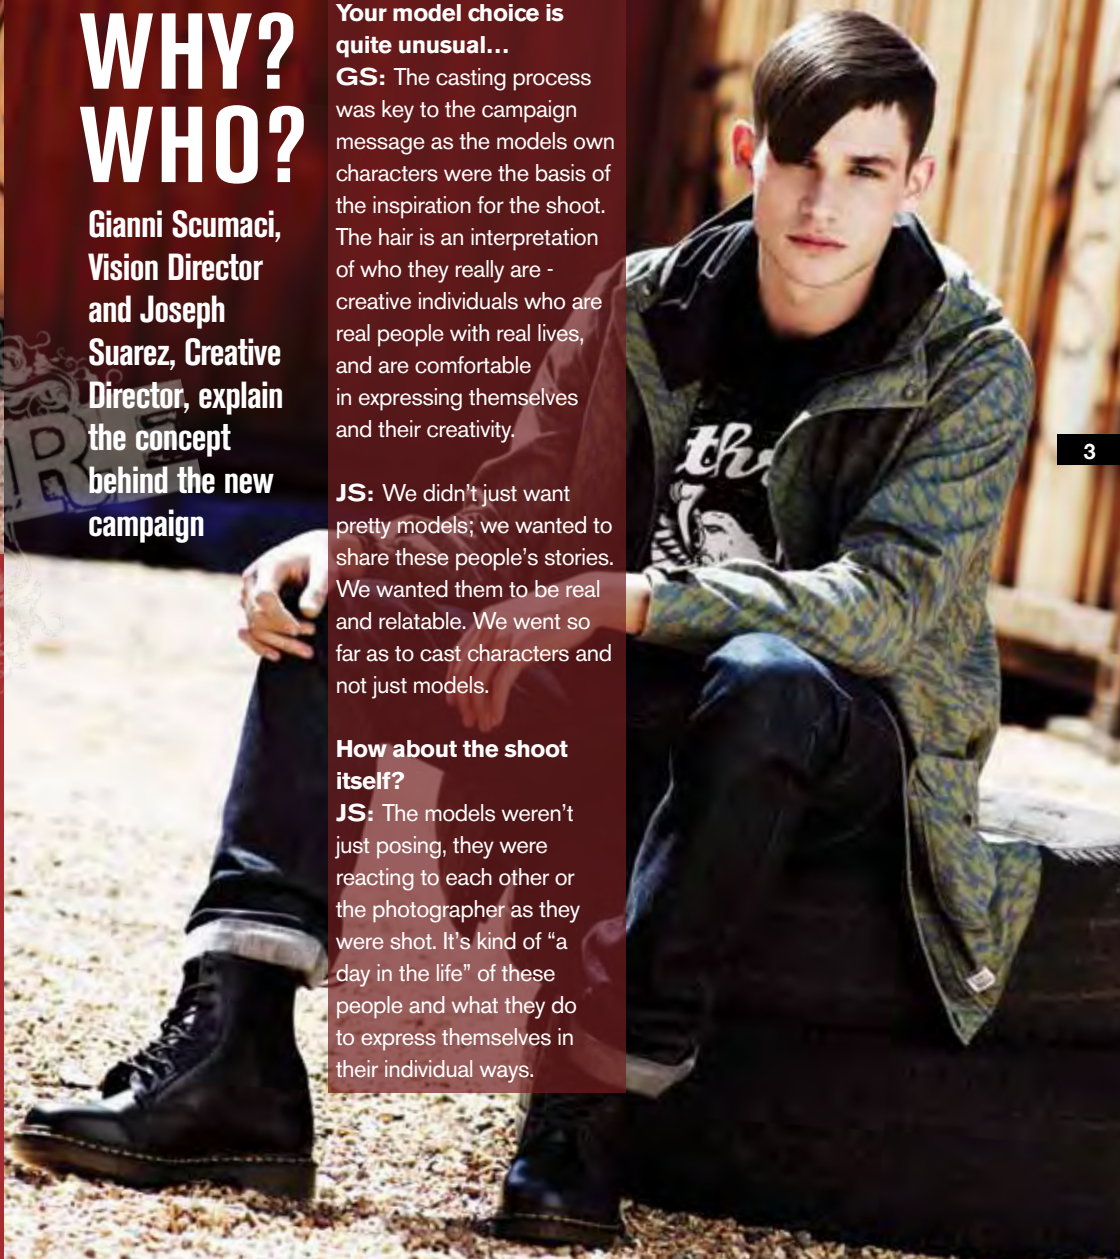 WHY?
WHO?
Gianni Scumaci,
Vision Director
and Joseph
Suarez, Creative
Director, explain
the concept
behind the new
campaign
Your model choice is
quite unusual…
GS: The casting process
was key to the campaign
message as the models own
characters were the basis of
the inspiration for the shoot.
The hair is an interpretation
of who they really are -
creative individuals who are
real people with real lives,
and are comfortable
in expressing themselves
and their creativity.
JS: We didn’t just want
pretty models; we wanted to
share these people’s stories.
We wanted them to be real
and relatable. We went so
far as to cast characters and
not just models.
How about the shoot
itself?
JS: The models weren’t
just posing, they were
reacting to each other or
the photographer as they
were shot. It’s kind of “a
day in the life” of these
people and what they do
to express themselves in
their individual ways.
3
RE
the